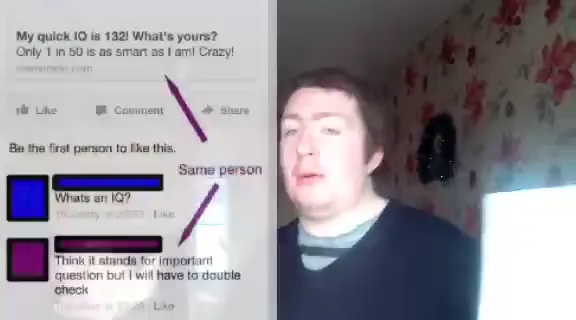 My quick IQ is 132! What's yours?
Only 1 in 50 is as smart as I am! Crazy!
Like Comment Share
Be the first person to like this.
Same person
Whats an IQ?
Like
Think it stands for important
question but I will have to double
check
Like